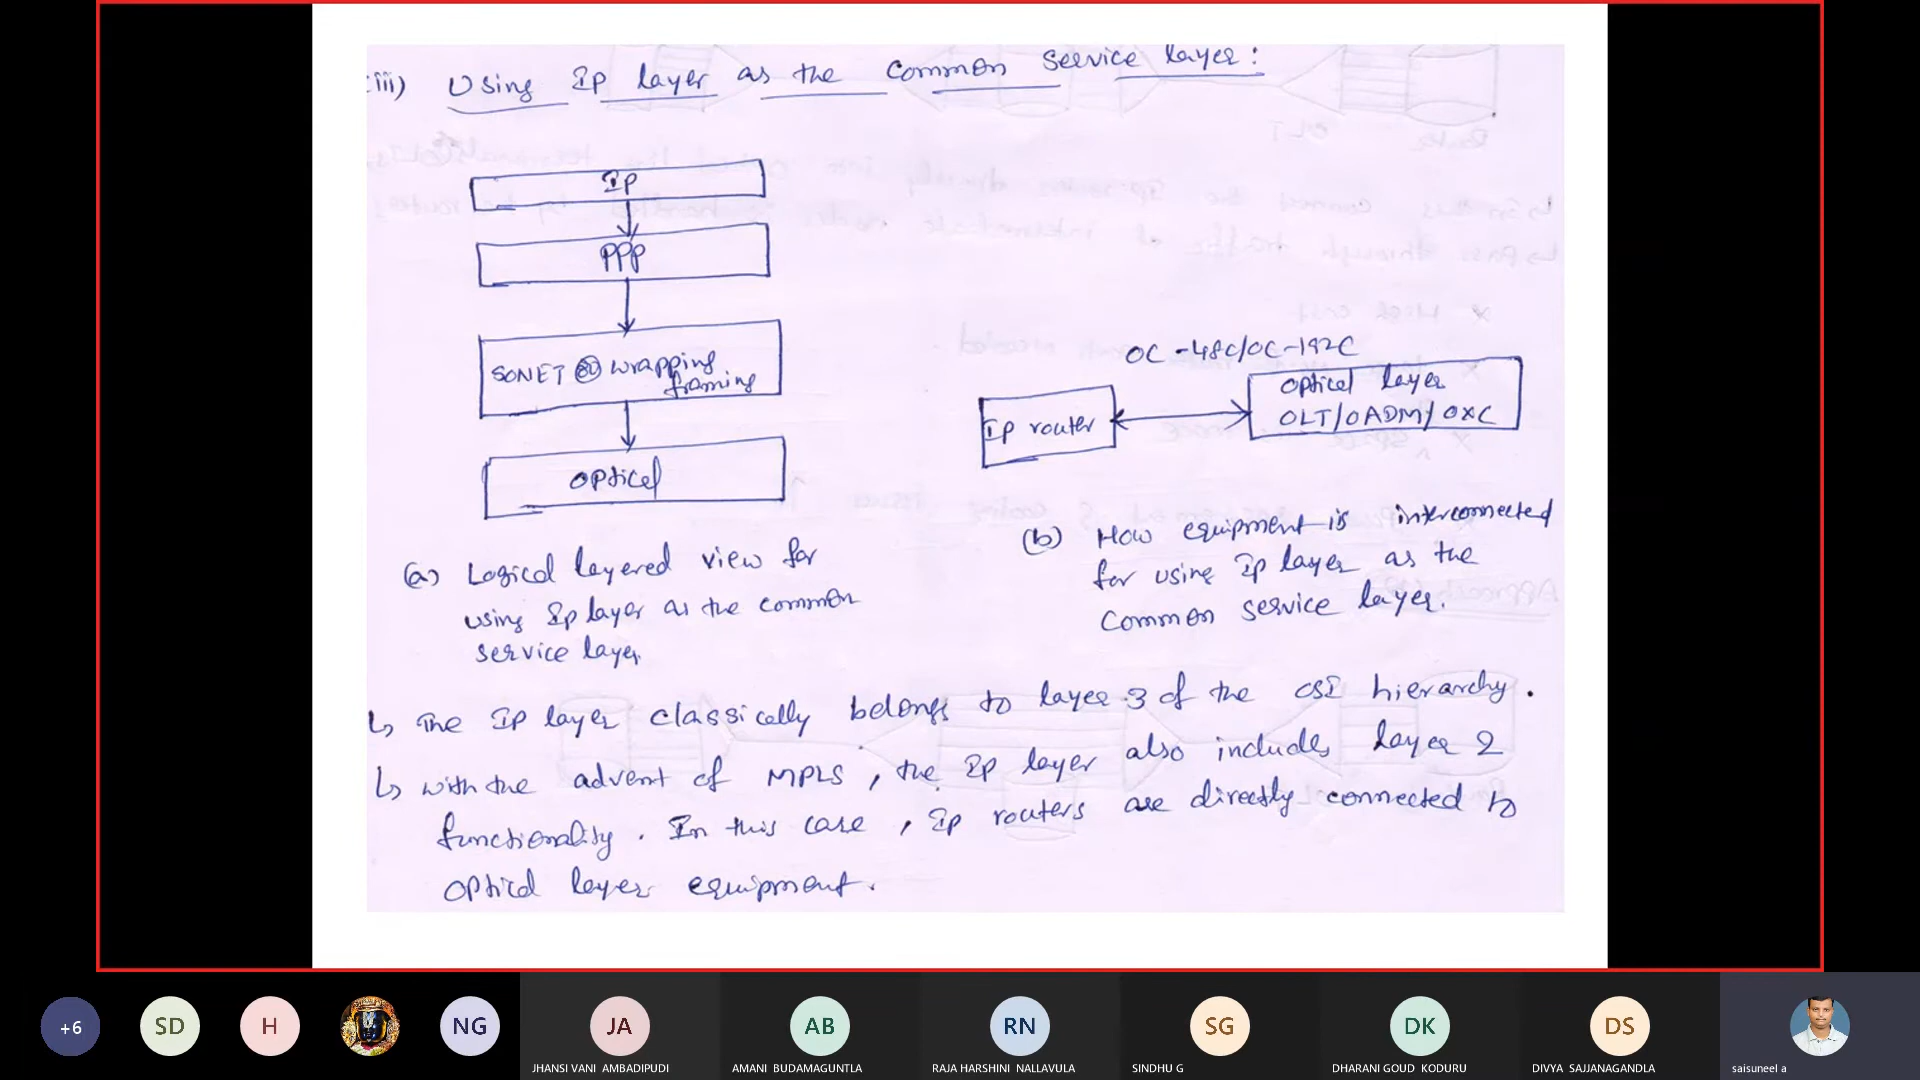 iii) Using Ip layer as the common service layer:
Ip
PPP
SONET or wrapping
framing
optical
OC-48C/OC-192C
Ip router
optical layer
OLT/OADM/OXC
(a) Logical layered view for
using Ip layer as the common
service layer.
(b) How equipment is interconnected
for using Ip layer as the
Common service layer.
↳ The IP layer classically belongs to layer 3 of the OSI hierarchy.
↳ with the advent of MPLS, the Ip layer also includes layer 2
functionality. In this case, Ip routers are directly connected to
optical layer equipment.
+6
SD
H
NG
JA
AB
RN
SG
DK
DS
JHANSI VANI AMBADIPUDI
AMANI BUDAMAGUNTLA
RAJA HARSHINI NALLAVULA
SINDHU G
DHARANI GOUD KODURU
DIVYA SAJJANAGANDLA
saisuneel a